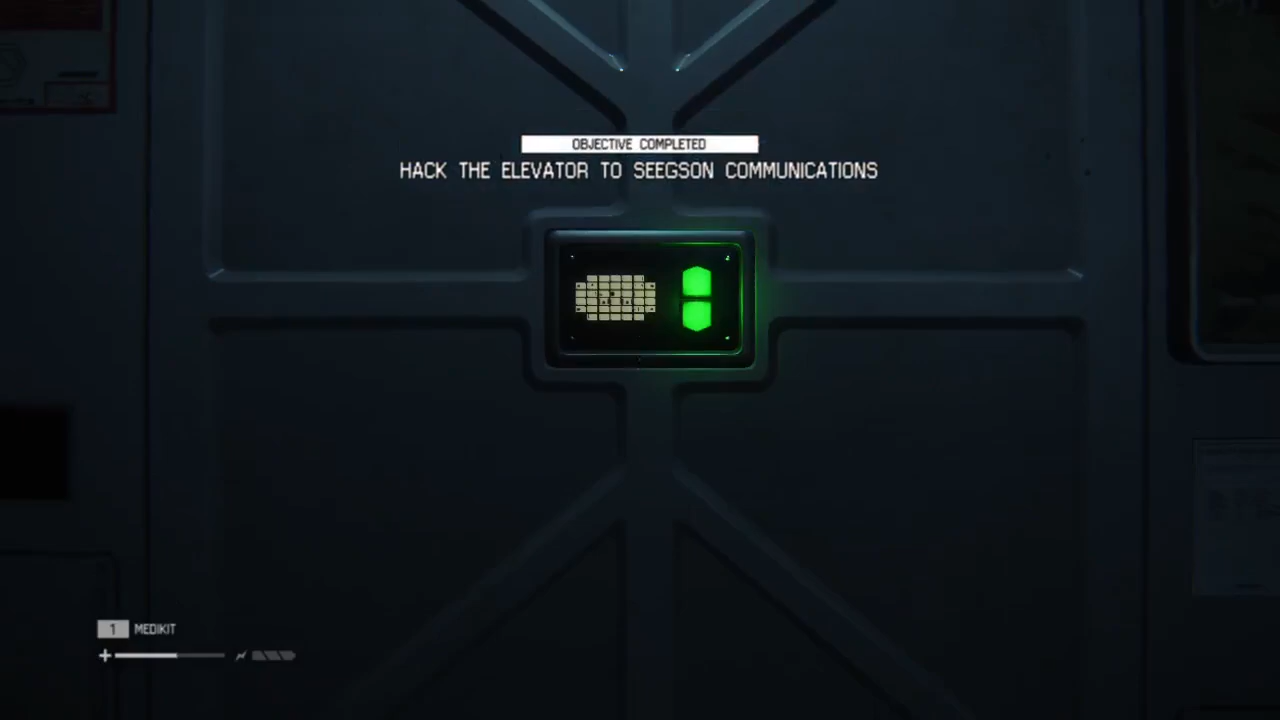 OBJECTIVE COMPLETED
HACK THE ELEVATOR TO SEEGSON COMMUNICATIONS
1 MEDIKIT